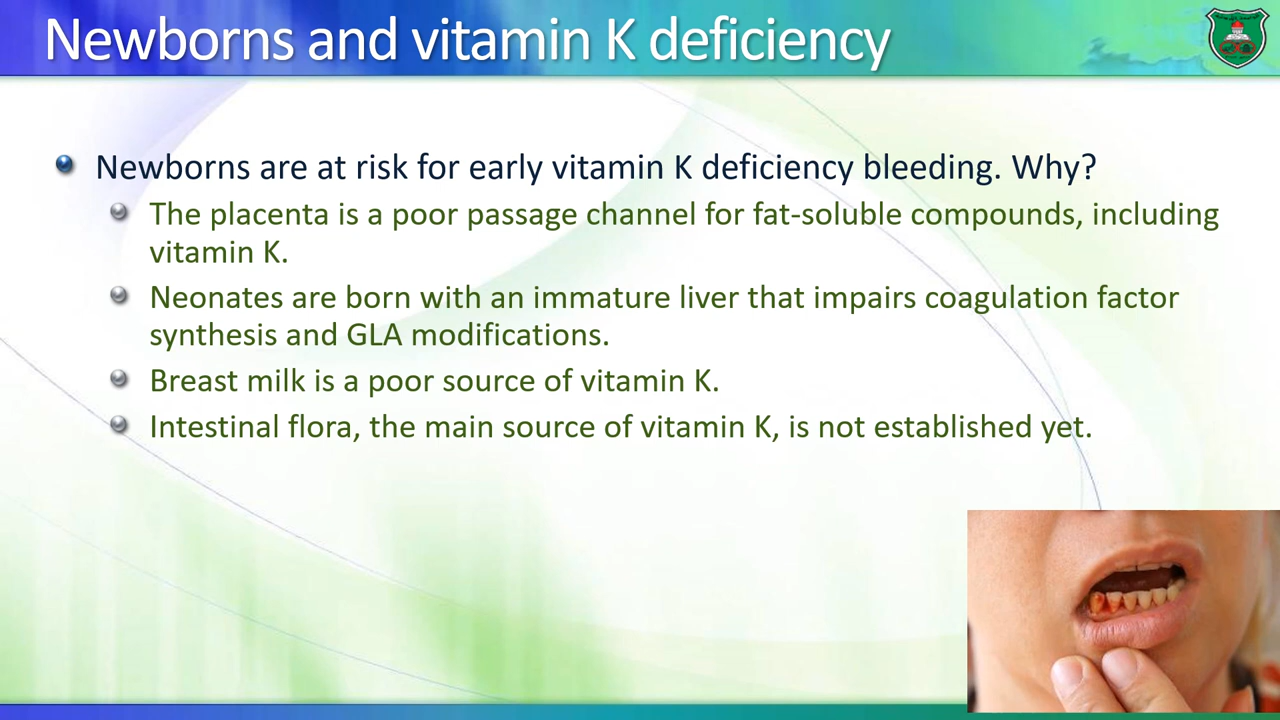 Newborns and vitamin K deficiency
Newborns are at risk for early vitamin K deficiency bleeding. Why?
The placenta is a poor passage channel for fat-soluble compounds, including
vitamin K.
Neonates are born with an immature liver that impairs coagulation factor
synthesis and GLA modifications.
Breast milk is a poor source of vitamin K.
Intestinal flora, the main source of vitamin K, is not established yet.